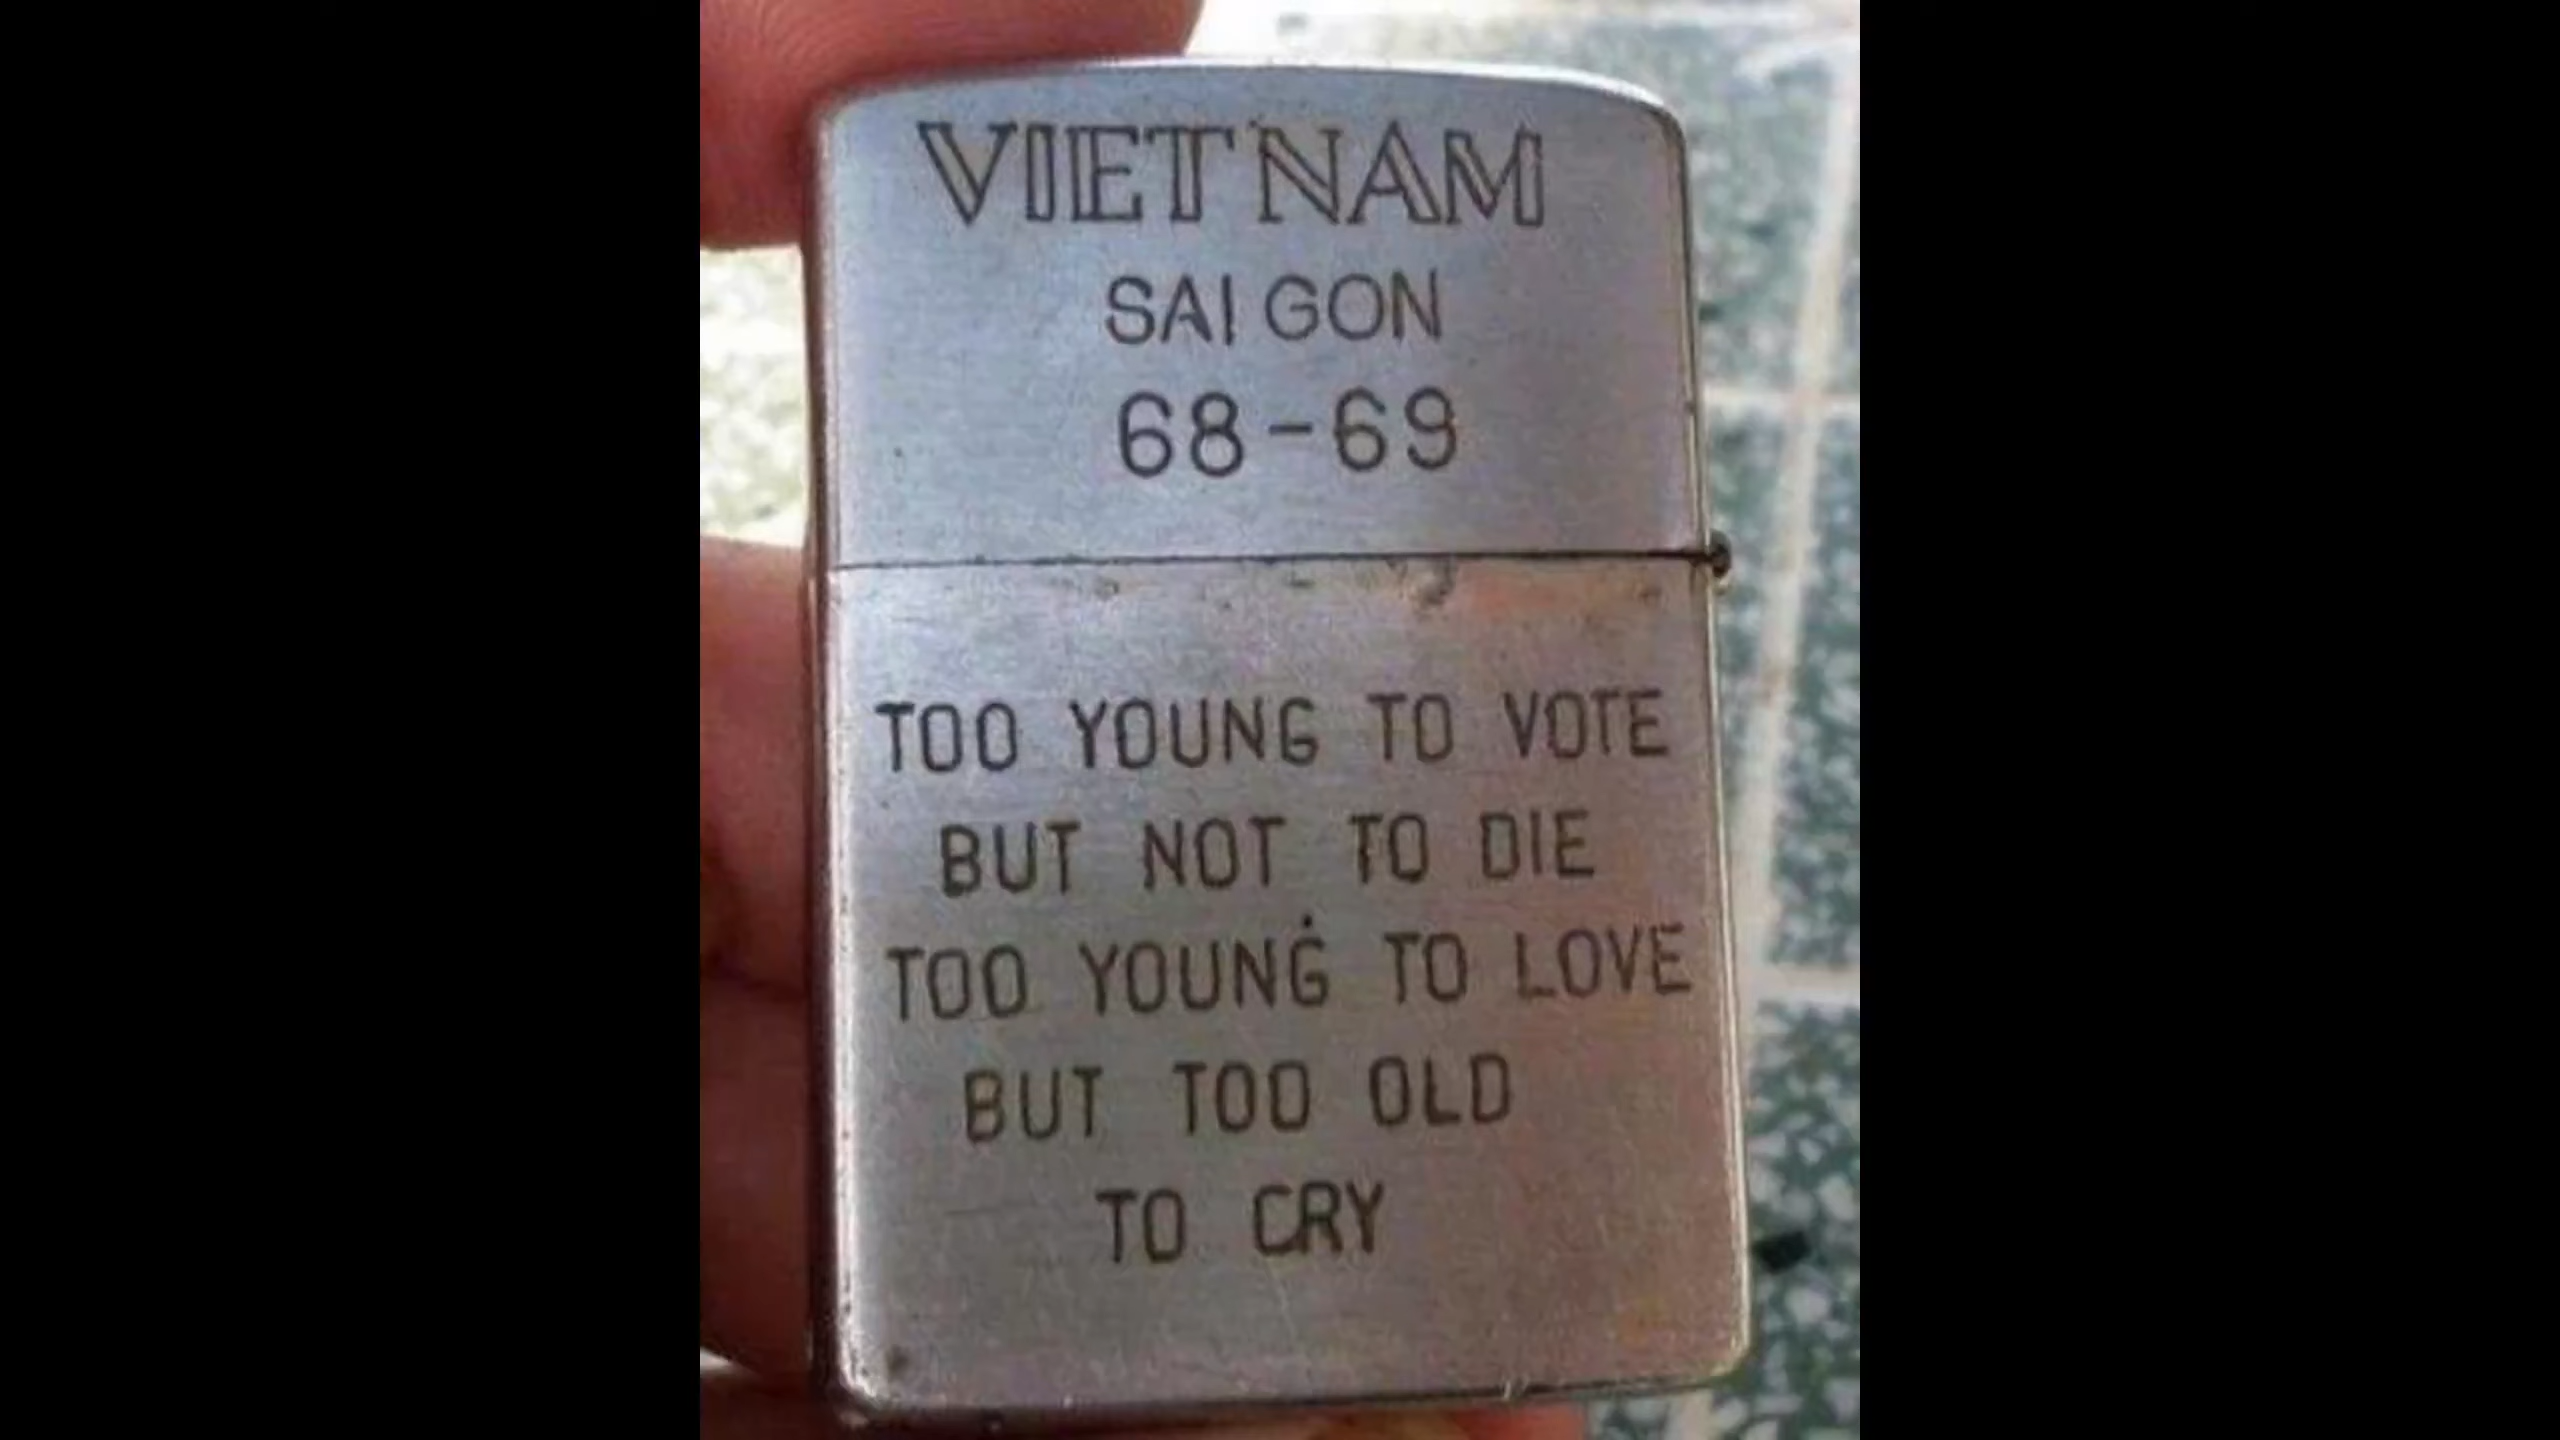 VIETNAM
SAI GON
68-69
TOO YOUNG TO VOTE
BUT NOT TO DIE
TOO YOUNG TO LOVE
BUT TOO OLD
TO CRY